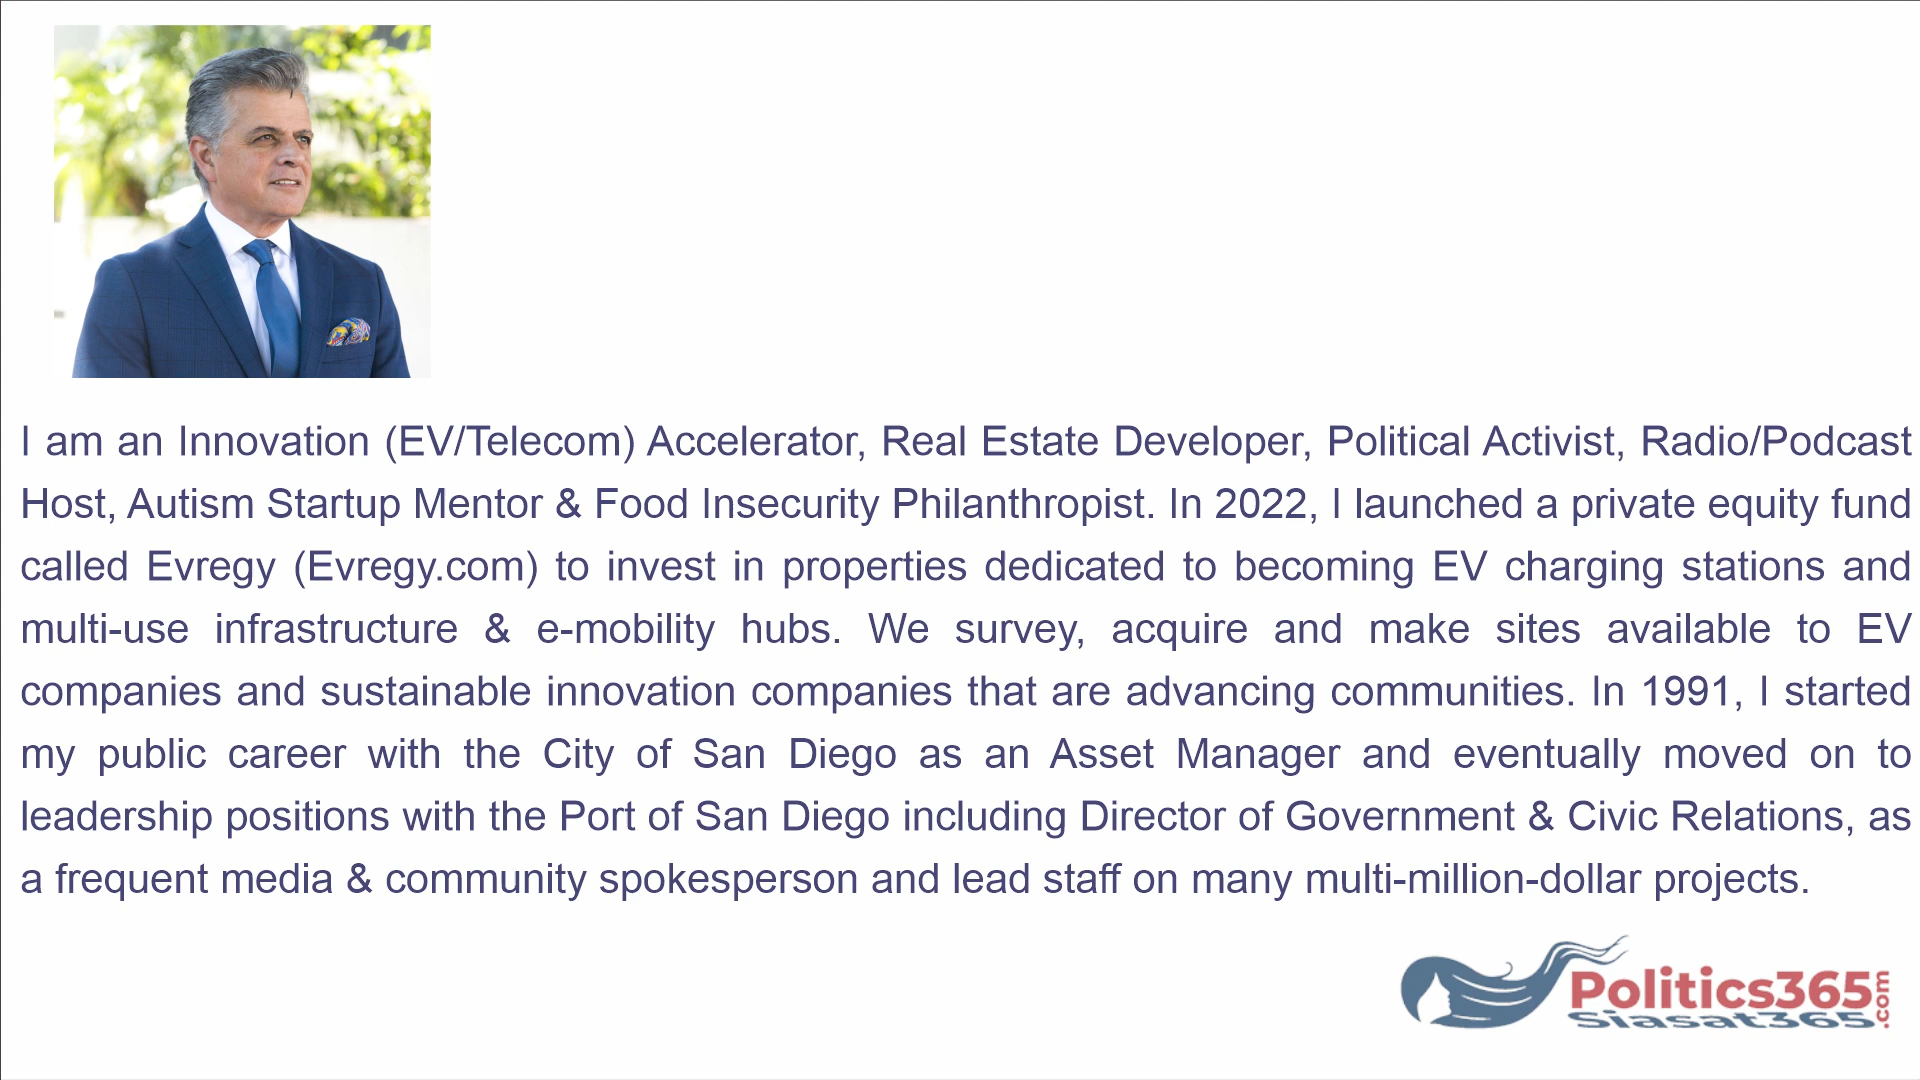 I am an Innovation (EV/Telecom) Accelerator, Real Estate Developer, Political Activist, Radio/Podcast
Host, Autism Startup Mentor & Food Insecurity Philanthropist. In 2022, I launched a private equity fund
called Evregy (Evregy.com) to invest in properties dedicated to becoming EV charging stations and
multi-use infrastructure & e-mobility hubs. We survey, acquire and make sites available to EV
companies and sustainable innovation companies that are advancing communities. In 1991, I started
my public career with the City of San Diego as an Asset Manager and eventually moved on to
leadership positions with the Port of San Diego including Director of Government & Civic Relations, as
a frequent media & community spokesperson and lead staff on many multi-million-dollar projects.
Politics365
Siasat365
.com